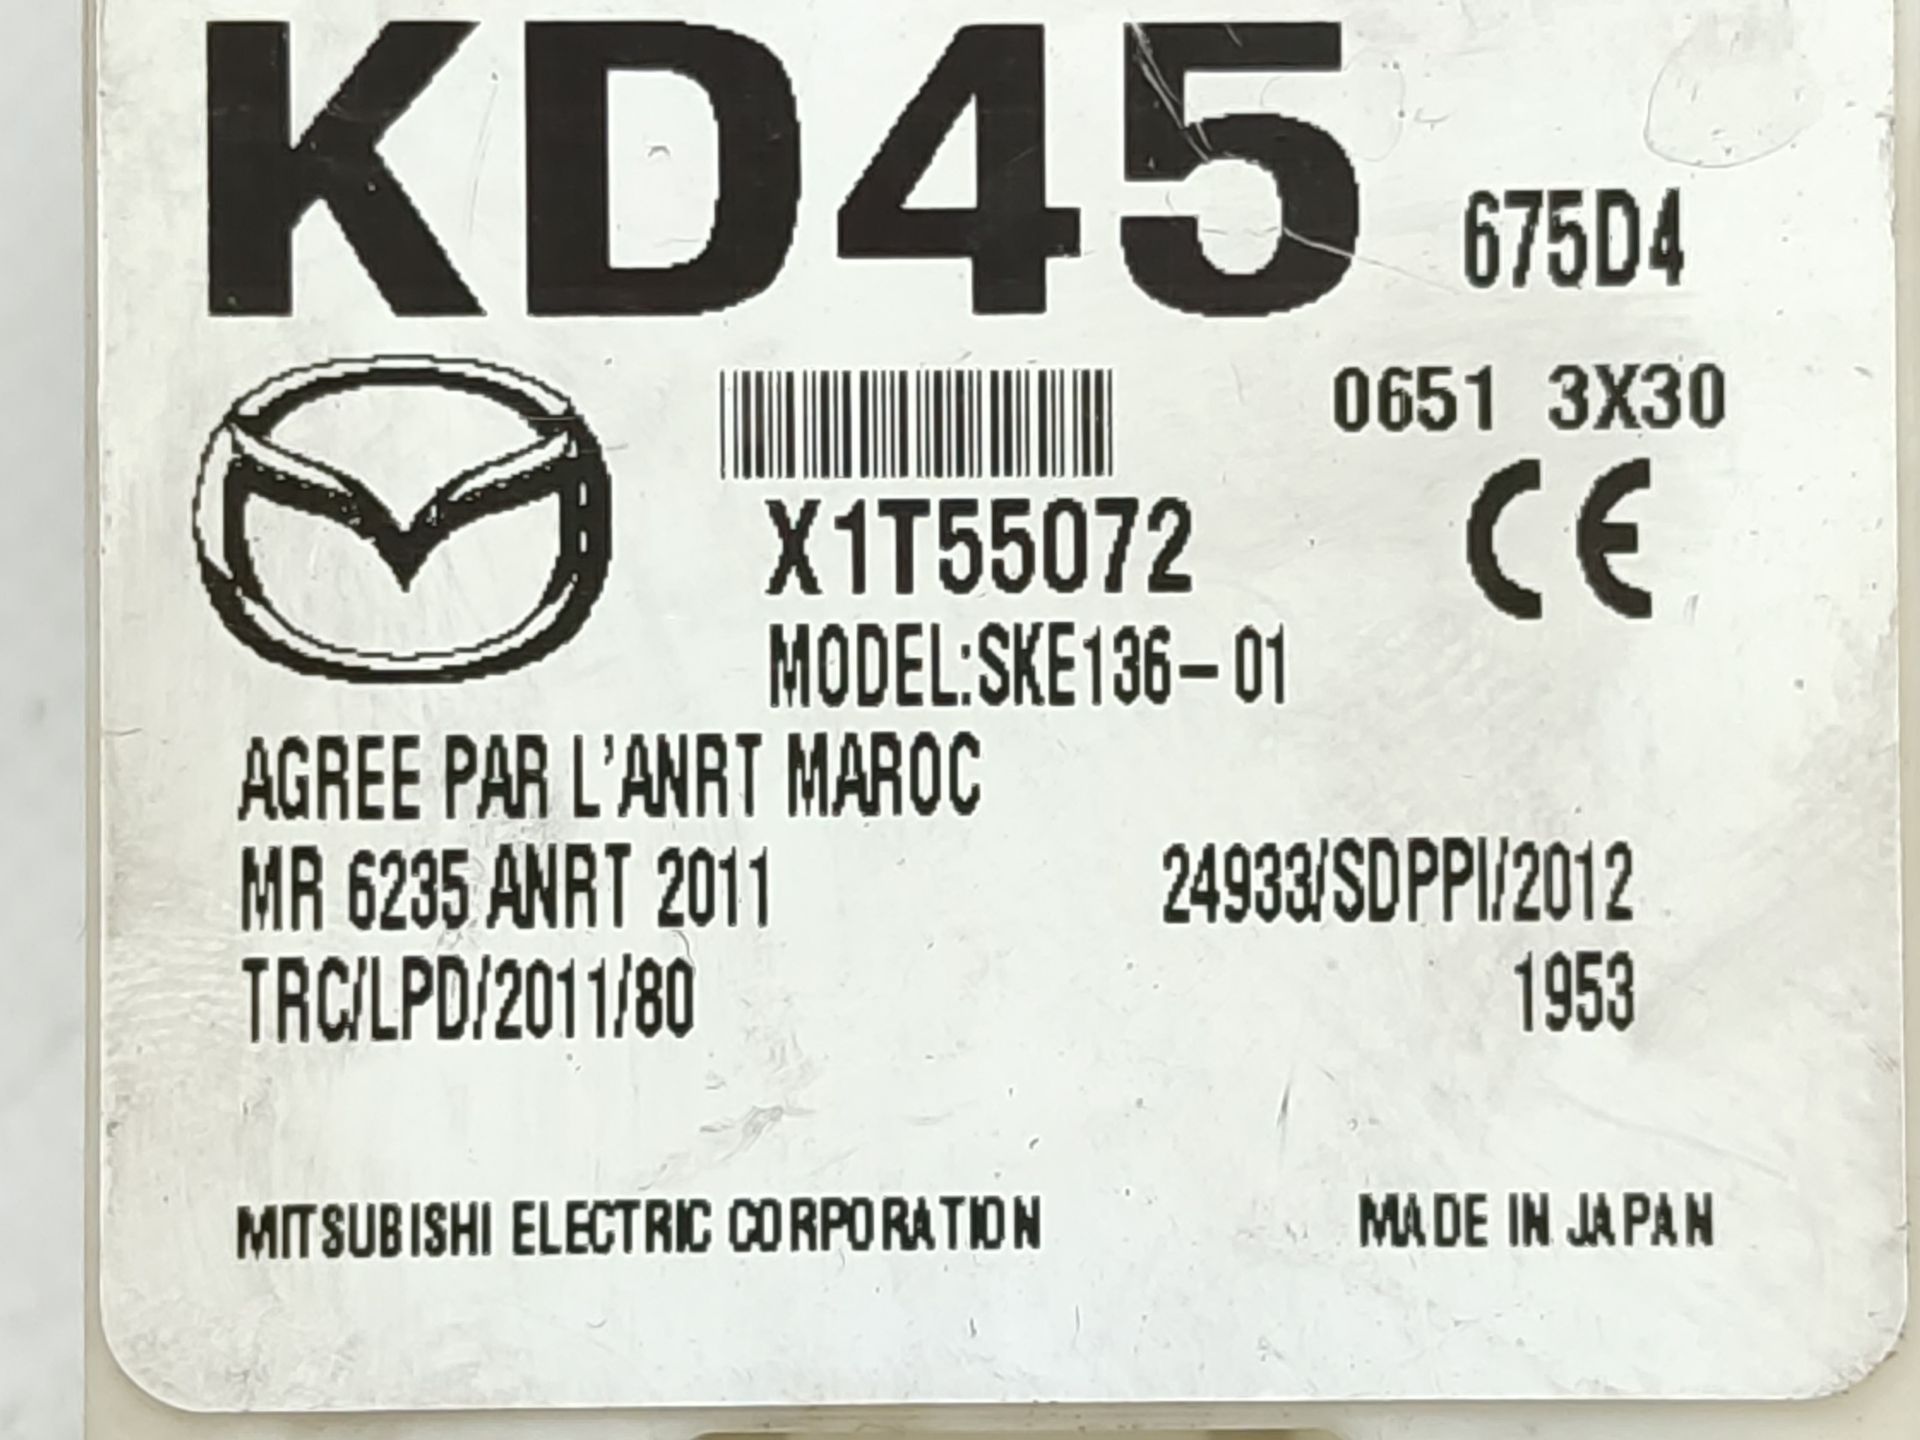 KD45 675D4
0651 3X30
X1T55072
CE
MODEL:SKE136-01
AGREE PAR L'ANRT MAROC
MR 6235 ANRT 2011 24933/SDPPI/2012
TRC/LPD/2011/80 1953
MITSUBISHI ELECTRIC CORPORATION MADE IN JAPAN